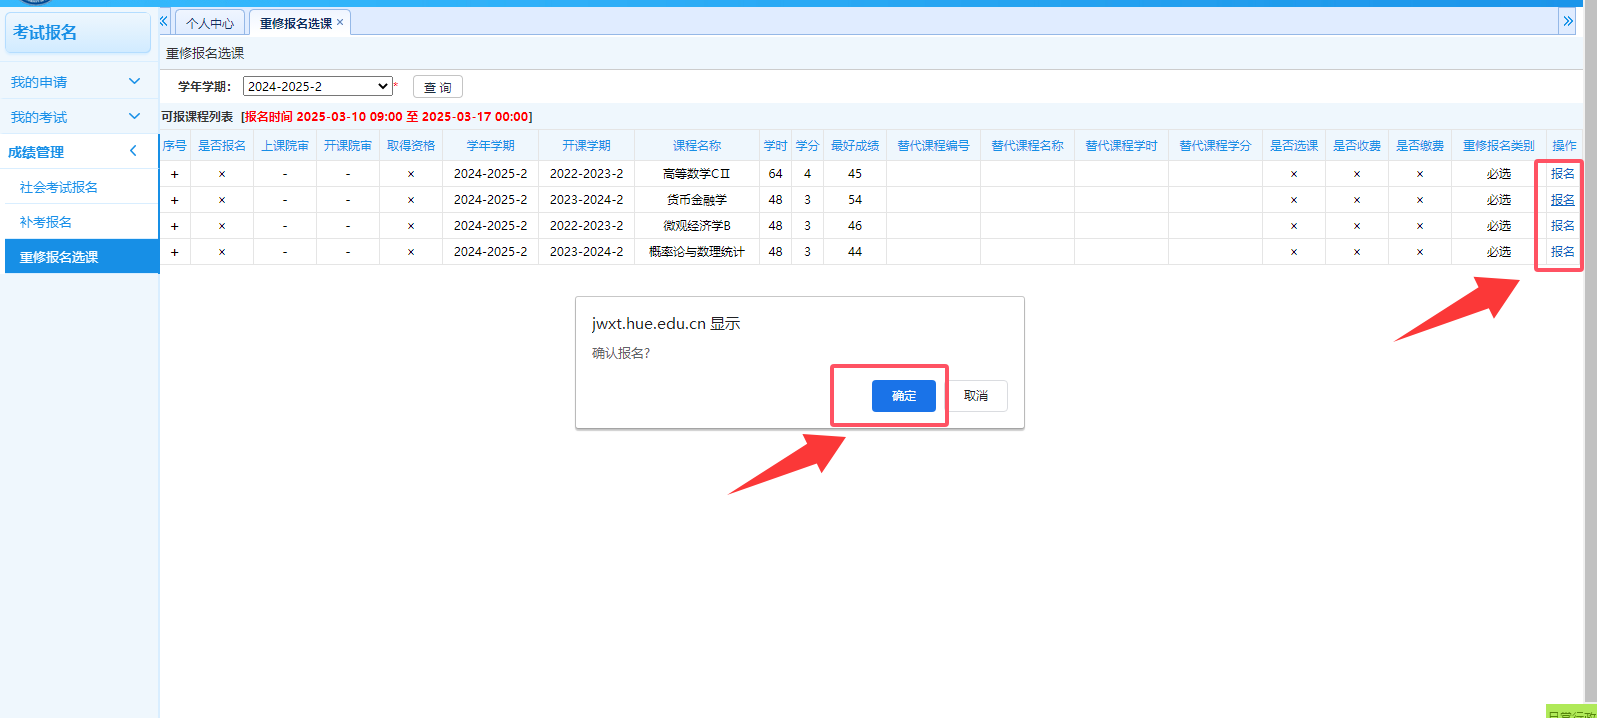 考试报名
个人中心 重修报名选课 ×
重修报名选课
我的申请
学年学期: 2024-2025-2 * 查 询
我的考试
可报课程列表 [报名时间 2025-03-10 09:00 至 2025-03-17 00:00]
成绩管理
序号 是否报名 上课院审 开课院审 取得资格 学年学期 开课学期 课程名称 学时 学分 最好成绩 替代课程编号 替代课程名称 替代课程学时 替代课程学分 是否选课 是否收费 是否缴费 重修报名类别 操作
+ × - - × 2024-2025-2 2022-2023-2 高等数学CⅡ 64 4 45 × × × 必选 报名
社会考试报名
+ × - - × 2024-2025-2 2023-2024-2 货币金融学 48 3 54 × × × 必选 报名
补考报名
+ × - - × 2024-2025-2 2022-2023-2 微观经济学B 48 3 46 × × × 必选 报名
重修报名选课
+ × - - × 2024-2025-2 2023-2024-2 概率论与数理统计 48 3 44 × × × 必选 报名
jwxt.hue.edu.cn 显示
确认报名?
确定 取消